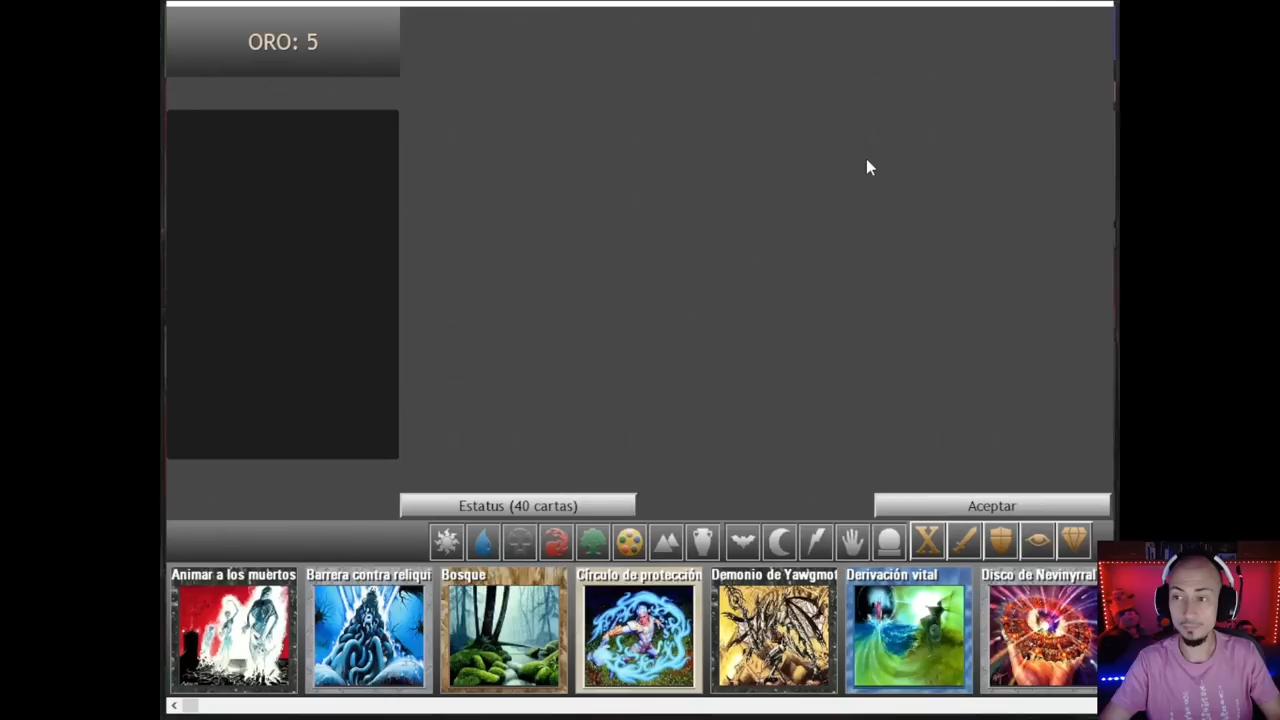 ORO: 5
Estatus (40 cartas)
Aceptar
Animar a los muertos
Barrera contra reliqui
Bosque
Círculo de protección
Demonio de Yawgmot
Derivación vital
Disco de Nevinyrral